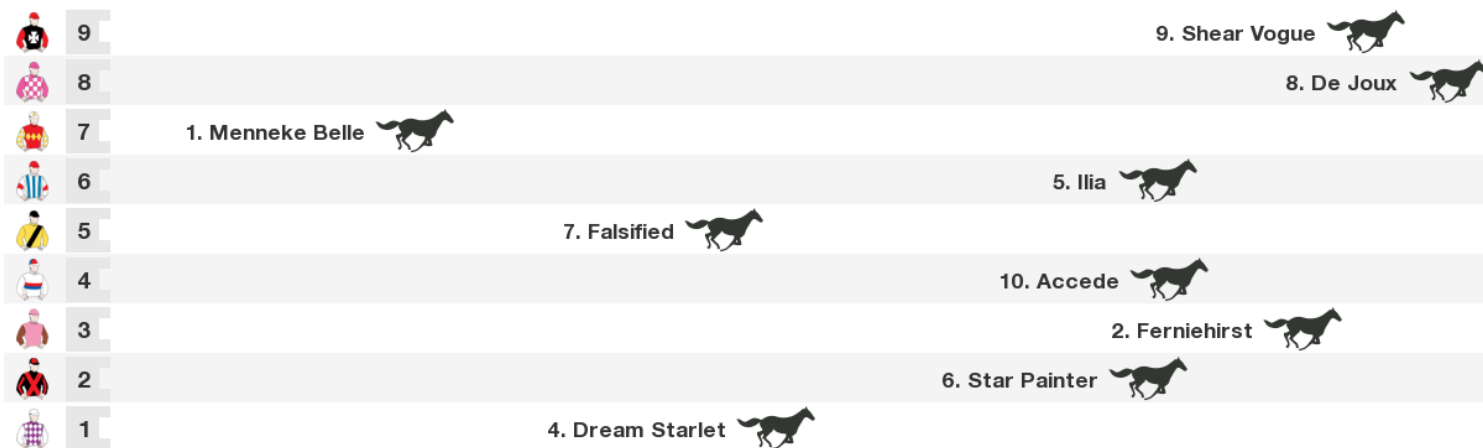 9 9. Shear Vogue
8 8. De Joux
7 1. Menneke Belle
6 5. Ilia
5 7. Falsified
4 10. Accede
3 2. Ferniehirst
2 6. Star Painter
1 4. Dream Starlet